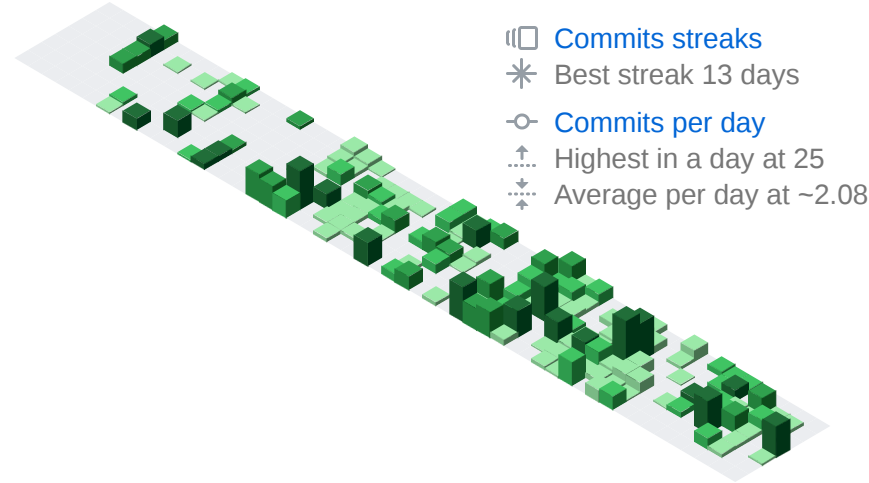 Commits streaks
Best streak 13 days
Commits per day
Highest in a day at 25
Average per day at ~2.08